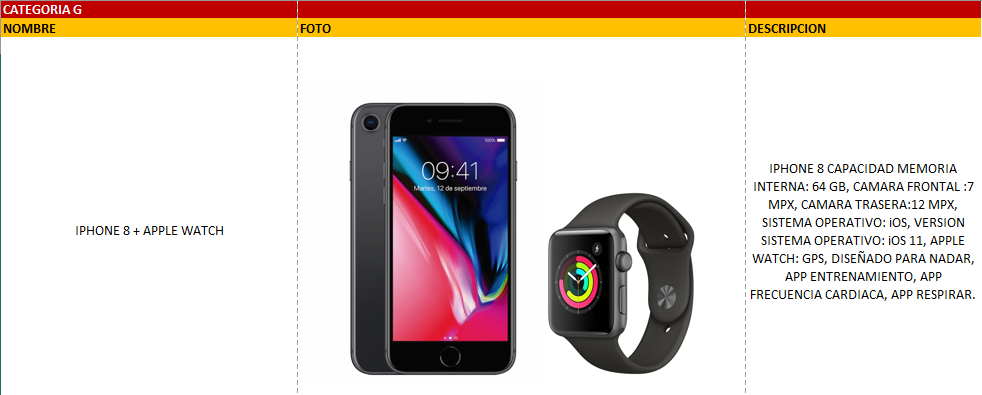 CATEGORIA G
NOMBRE FOTO DESCRIPCION
IPHONE 8 + APPLE WATCH
09:41
Martes, 12 de septiembre
100%
IPHONE 8 CAPACIDAD MEMORIA
INTERNA: 64 GB, CAMARA FRONTAL :7
MPX, CAMARA TRASERA:12 MPX,
SISTEMA OPERATIVO: iOS, VERSION
SISTEMA OPERATIVO: iOS 11, APPLE
WATCH: GPS, DISEÑADO PARA NADAR,
APP ENTRENAMIENTO, APP
FRECUENCIA CARDIACA, APP RESPIRAR.